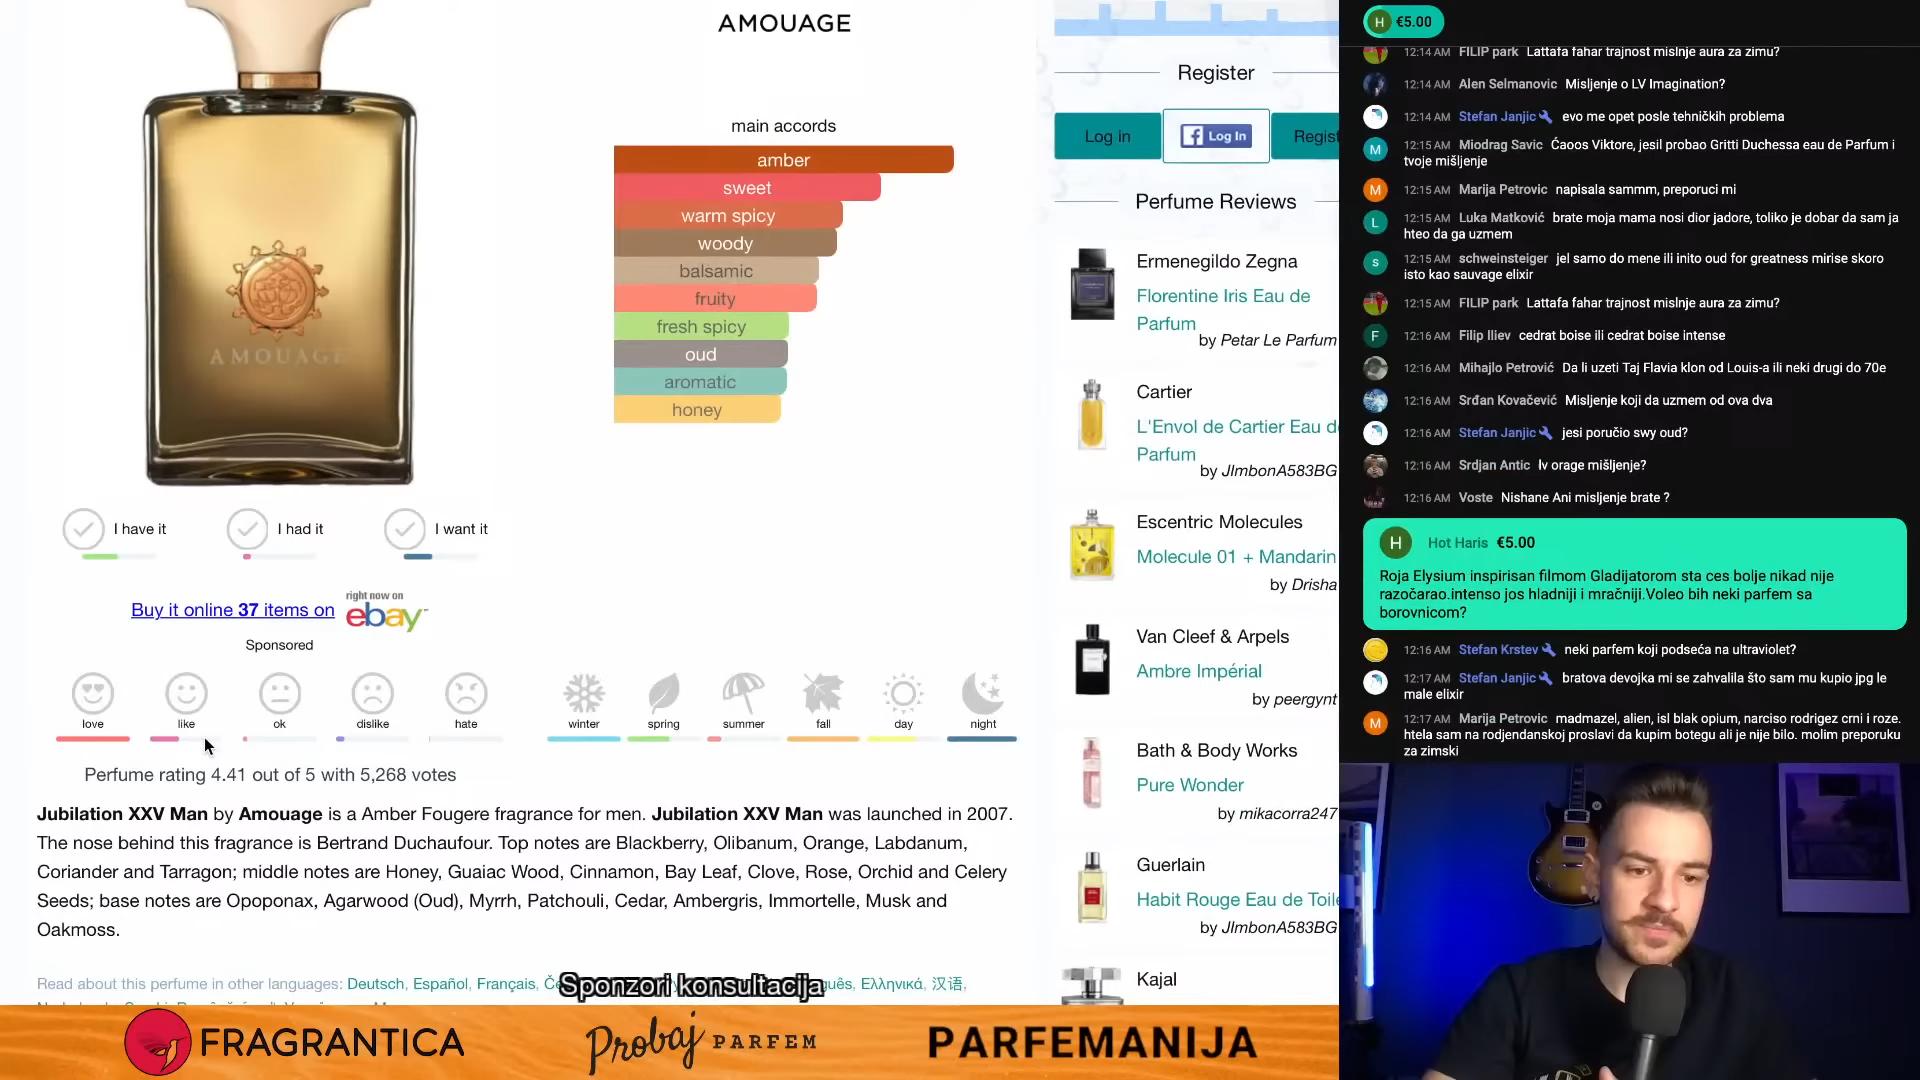 AMOUAGE
main accords
amber
sweet
warm spicy
woody
balsamic
fruity
fresh spicy
oud
aromatic
honey
AMOUAGE
I have it
I had it
I want it
Buy it online 37 items on
right now on
ebay
Sponsored
love
like
ok
dislike
hate
winter
spring
summer
fall
day
night
Perfume rating 4.41 out of 5 with 5,268 votes
Jubilation XXV Man by Amouage is a Amber Fougere fragrance for men. Jubilation XXV Man was launched in 2007.
The nose behind this fragrance is Bertrand Duchaufour. Top notes are Blackberry, Olibanum, Orange, Labdanum,
Coriander and Tarragon; middle notes are Honey, Guaiac Wood, Cinnamon, Bay Leaf, Clove, Rose, Orchid and Celery
Seeds; base notes are Opoponax, Agarwood (Oud), Myrrh, Patchouli, Cedar, Ambergris, Immortelle, Musk and
Oakmoss.
Read about this perfume in other languages: Deutsch, Español, Français, Ελληνικά, 汉语,
Sponzori konsultacija
FRAGRANTICA
Probaj PARFEM
PARFEMANIJA
Register
Log in
Log In
Regist
Perfume Reviews
Ermenegildo Zegna
Florentine Iris Eau de
Parfum
by Petar Le Parfum
Cartier
L'Envol de Cartier Eau de
Parfum
by JImbonA583BG
Escentric Molecules
Molecule 01 + Mandarin
by Drisha
Van Cleef & Arpels
Ambre Impérial
by peergynt
Bath & Body Works
Pure Wonder
by mikacorra247
Guerlain
Habit Rouge Eau de Toile
by JImbonA583BG
Kajal
H €5.00
12:14 AM FILIP park Lattafa fahar trajnost mislnje aura za zimu?
12:14 AM Alen Selmanovic Misljenje o LV Imagination?
12:14 AM Stefan Janjic evo me opet posle tehničkih problema
M 12:15 AM Miodrag Savic Ćaoos Viktore, jesil probao Gritti Duchessa eau de Parfum i
tvoje mišljenje
M 12:15 AM Marija Petrovic napisala sammm, preporuci mi
L 12:15 AM Luka Matković brate moja mama nosi dior jadore, toliko je dobar da sam ja
hteo da ga uzmem
s 12:15 AM schweinsteiger jel samo do mene ili inito oud for greatness mirise skoro
isto kao sauvage elixir
12:15 AM FILIP park Lattafa fahar trajnost mislnje aura za zimu?
F 12:16 AM Filip Iliev cedrat boise ili cedrat boise intense
12:16 AM Mihajlo Petrović Da li uzeti Taj Flavia klon od Louis-a ili neki drugi do 70e
12:16 AM Srđan Kovačević Misljenje koji da uzmem od ova dva
12:16 AM Stefan Janjic jesi poručio swy oud?
12:16 AM Srdjan Antic lv orage mišljenje?
12:16 AM Voste Nishane Ani misljenje brate ?
H Hot Haris €5.00
Roja Elysium inspirisan filmom Gladijatorom sta ces bolje nikad nije
razočarao.intenso jos hladniji i mračniji.Voleo bih neki parfem sa
borovnicom?
12:16 AM Stefan Krstev neki parfem koji podseća na ultraviolet?
12:17 AM Stefan Janjic bratova devojka mi se zahvalila što sam mu kupio jpg le
male elixir
M 12:17 AM Marija Petrovic madmazel, alien, isl blak opium, narciso rodrigez crni i roze.
htela sam na rodjendanskoj proslavi da kupim botegu ali je nije bilo. molim preporuku
za zimski